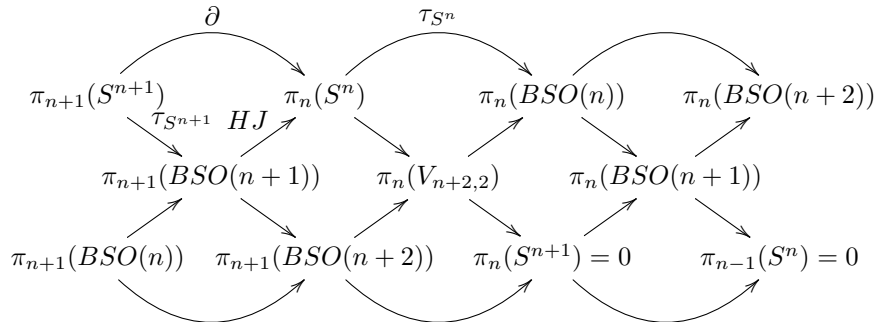 ∂ τ_{S^n}
π_{n+1}(S^{n+1}) π_n(S^n) π_n(BSO(n)) π_n(BSO(n + 2))
τ_{S^{n+1}} HJ
π_{n+1}(BSO(n + 1)) π_n(V_{n+2,2}) π_n(BSO(n + 1))
π_{n+1}(BSO(n)) π_{n+1}(BSO(n + 2)) π_n(S^{n+1}) = 0 π_{n−1}(S^n) = 0